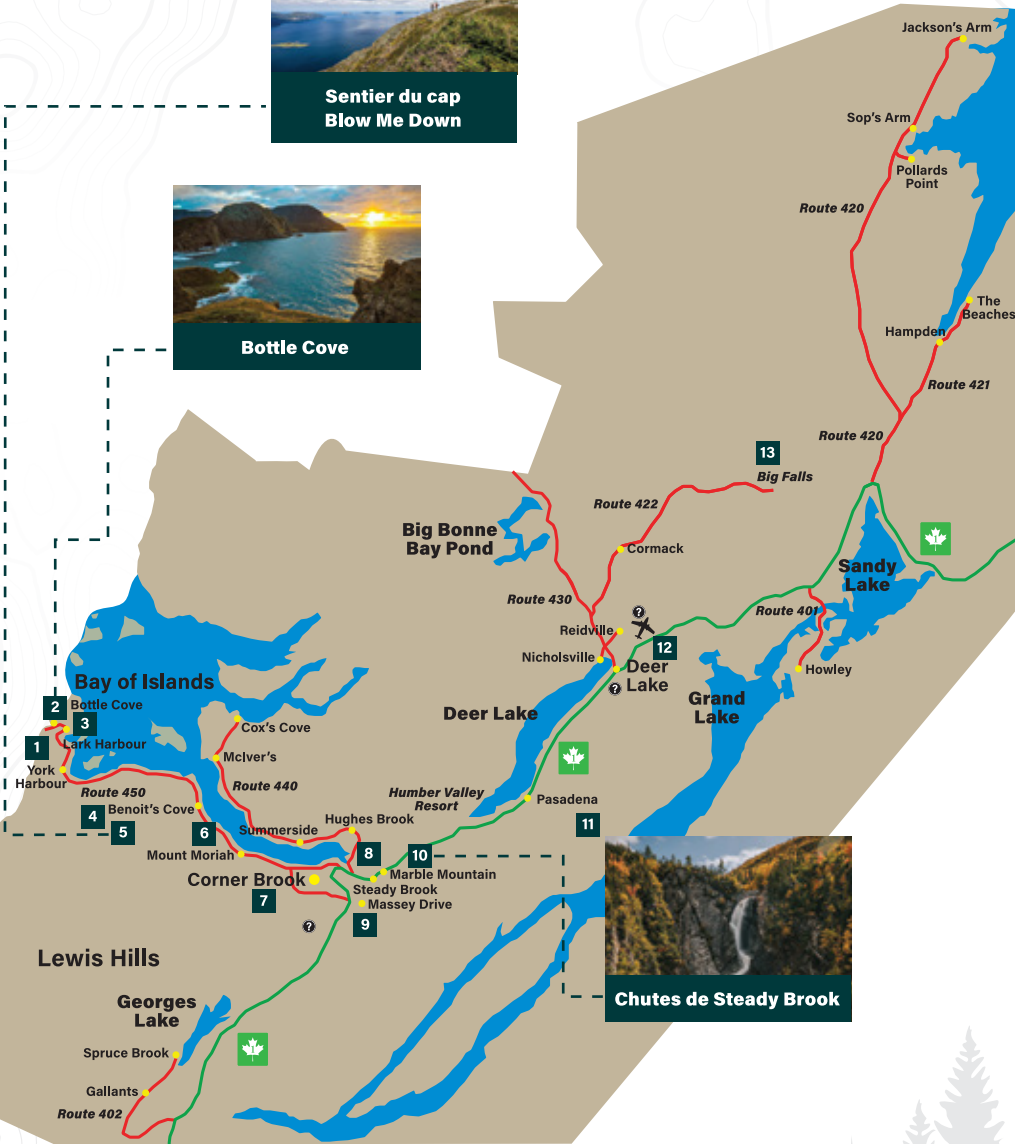 Sentier du cap
Blow Me Down
Jackson's Arm
Sop's Arm
Pollards
Point
Route 420
Bottle Cove
The
Beaches
Hampden
Route 421
Route 420
13
Big Falls
Route 422
Big Bonne
Bay Pond
Cormack
1
Sandy
Lake
Route 430
Route 401
?
Reidville
12
Nicholsville
Deer
Lake
Howley
?
Bay of Islands
Grand
Lake
2
Bottle Cove
3
Deer Lake
Cox's Cove
1
Lark Harbour
McIver's
1
York
Harbour
Route 440
Route 450
Humber Valley
Resort
Pasadena
4
Benoit's Cove
Hughes Brook
11
5
6
Summerside
Mount Moriah
8
10
Marble Mountain
Corner Brook
Steady Brook
7
Massey Drive
9
?
Lewis Hills
Chutes de Steady Brook
Georges
Lake
1
Spruce Brook
Gallants
Route 402